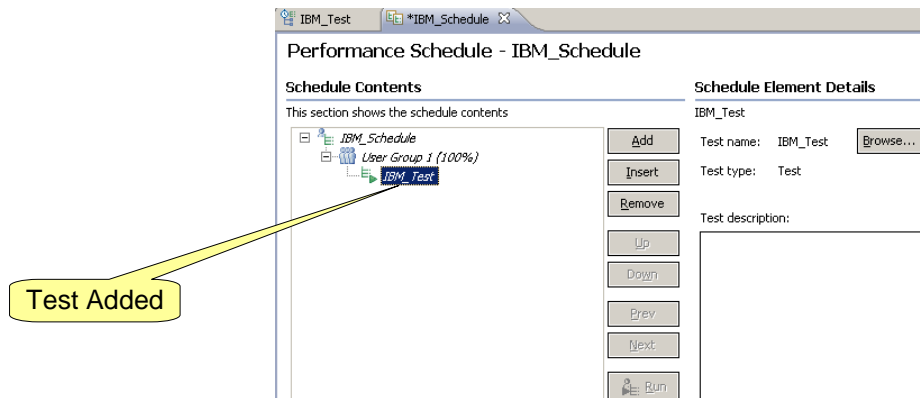 IBM_Test
*IBM_Schedule
Performance Schedule - IBM_Schedule
Schedule Contents
This section shows the schedule contents
IBM_Schedule
User Group 1 (100%)
IBM_Test
Add
Insert
Remove
Up
Down
Prev
Next
Run
Schedule Element Details
IBM_Test
Test name: IBM_Test Browse...
Test type: Test
Test description:
Test Added